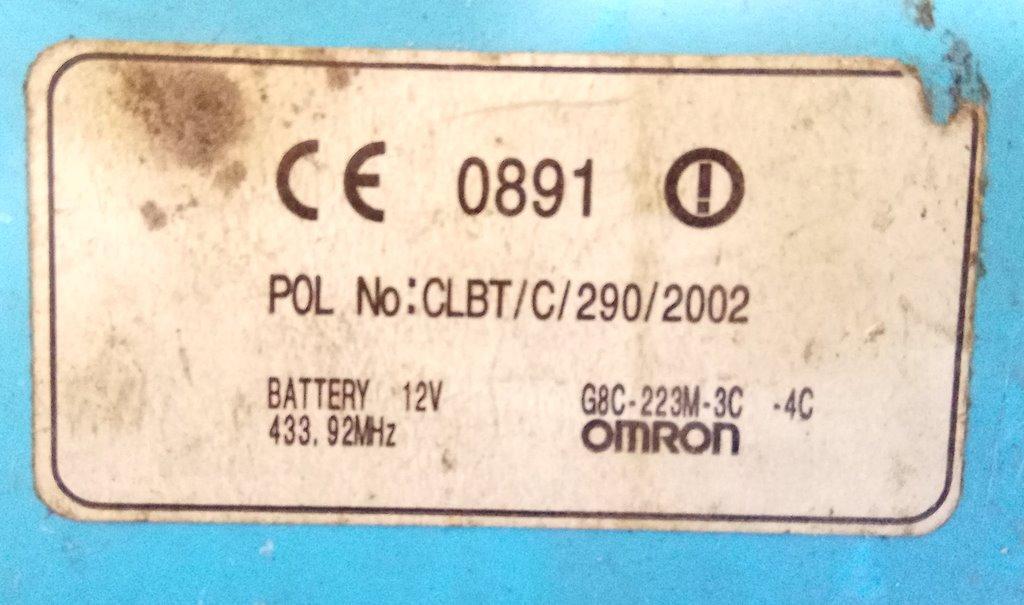 CE 0891
POL No:CLBT/C/290/2002
BATTERY 12V
433.92MHz
G8C-223M-3C -4C
OMRON